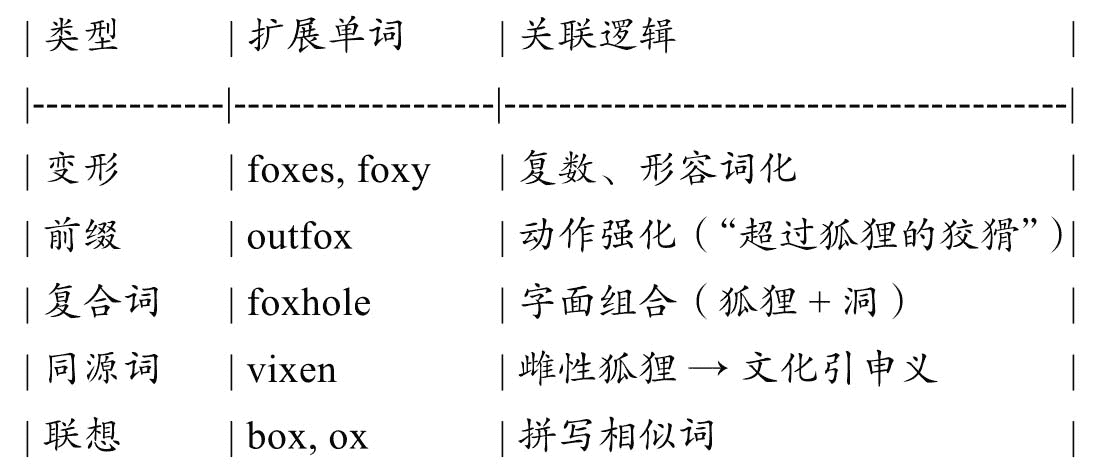 | 类型 | 扩展单词 | 关联逻辑 |
|--------------|-------------------|------------------------------------------|
| 变形 | foxes, foxy | 复数、形容词化 |
| 前缀 | outfox | 动作强化（“超过狐狸的狡猾”）|
| 复合词 | foxhole | 字面组合（狐狸 + 洞） |
| 同源词 | vixen | 雌性狐狸 → 文化引申义 |
| 联想 | box, ox | 拼写相似词 |